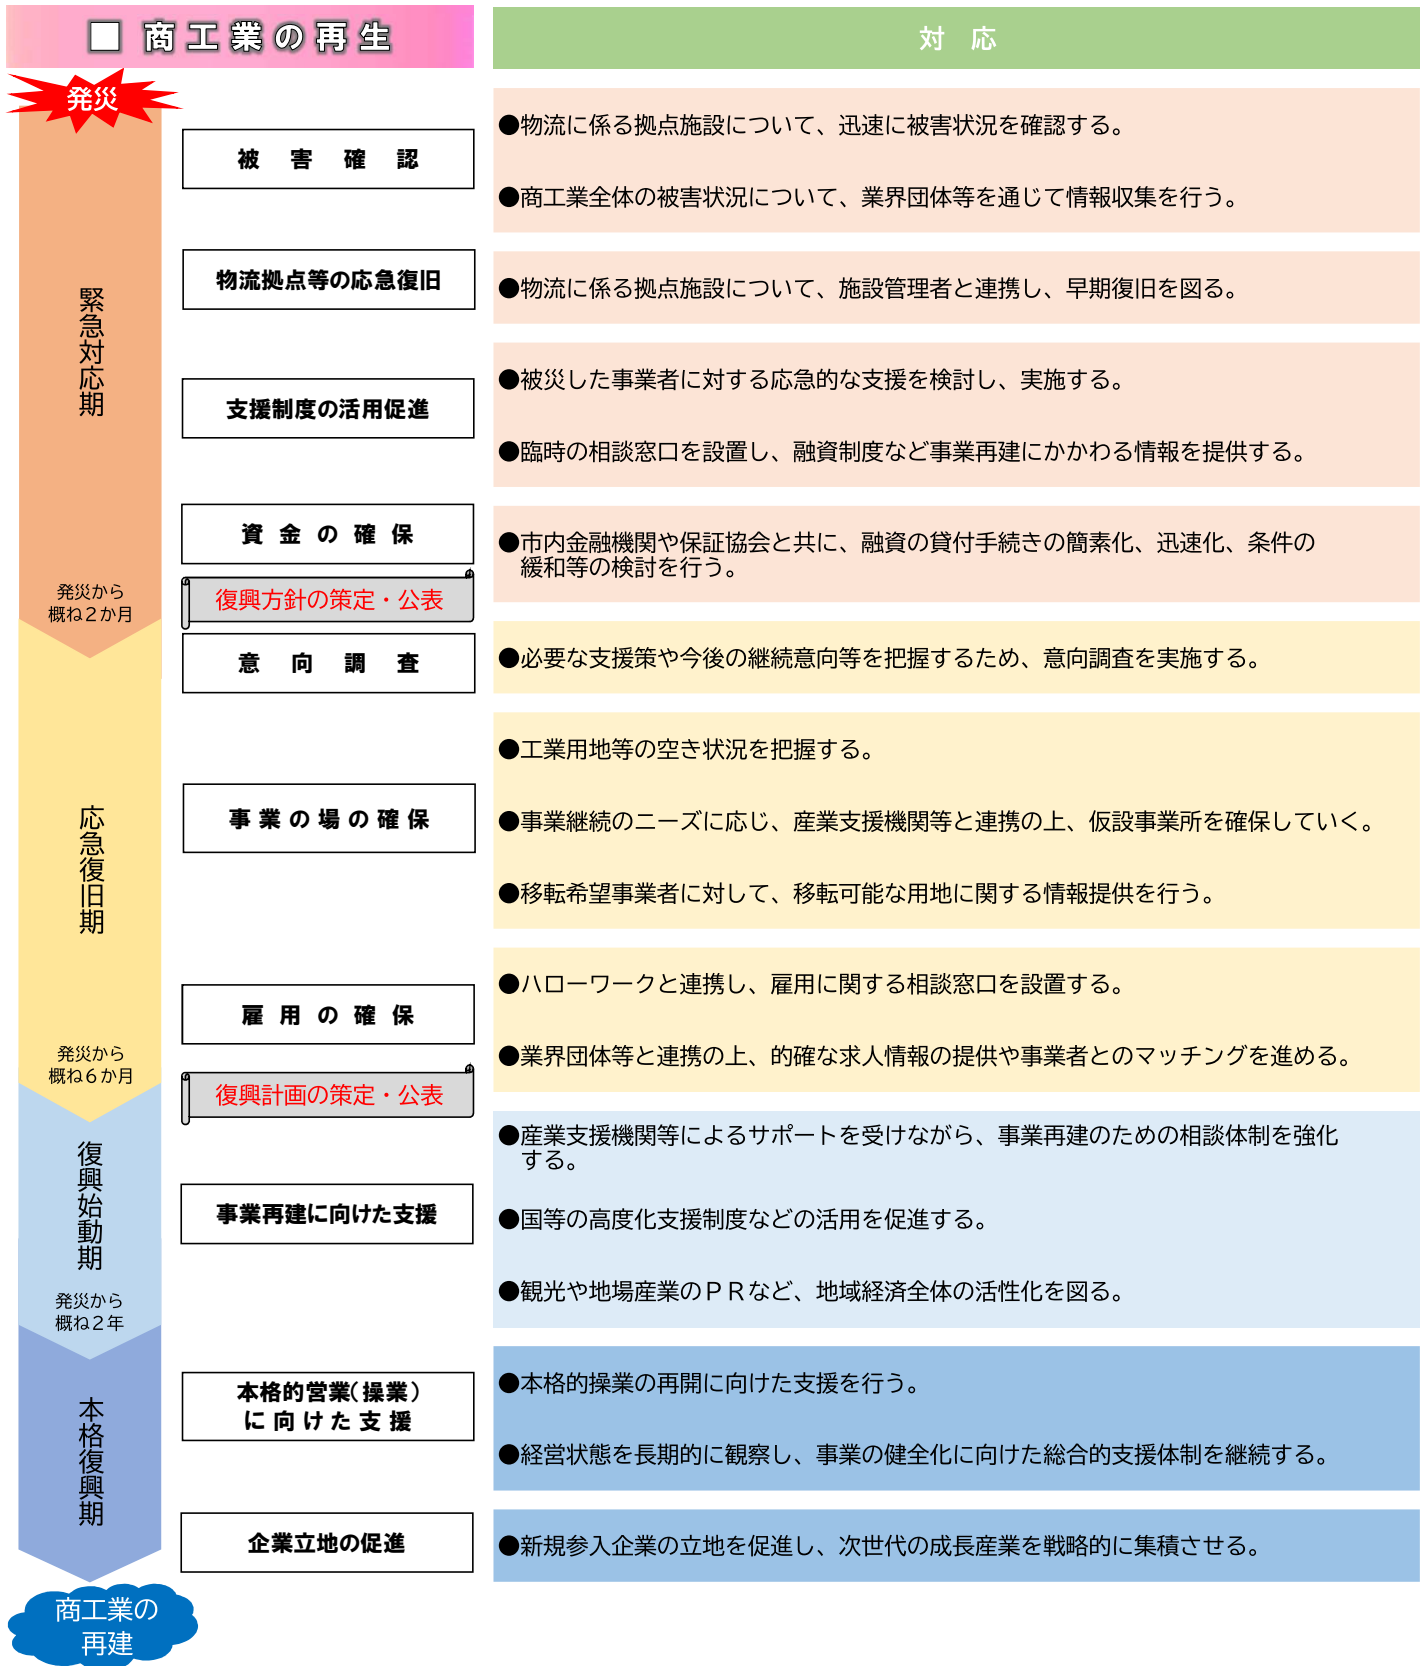 ■ 商工業の再生
対　応
発災
緊急対応期
被　害　確　認
●物流に係る拠点施設について、迅速に被害状況を確認する。
●商工業全体の被害状況について、業界団体等を通じて情報収集を行う。
物流拠点等の応急復旧
●物流に係る拠点施設について、施設管理者と連携し、早期復旧を図る。
支援制度の活用促進
●被災した事業者に対する応急的な支援を検討し、実施する。
●臨時の相談窓口を設置し、融資制度など事業再建にかかわる情報を提供する。
資 金 の 確 保
●市内金融機関や保証協会と共に、融資の貸付手続きの簡素化、迅速化、条件の
緩和等の検討を行う。
発災から
概ね２か月
復興方針の策定・公表
応急復旧期
意　向　調　査
●必要な支援策や今後の継続意向等を把握するため、意向調査を実施する。
事 業 の 場 の 確 保
●工業用地等の空き状況を把握する。
●事業継続のニーズに応じ、産業支援機関等と連携の上、仮設事業所を確保していく。
●移転希望事業者に対して、移転可能な用地に関する情報提供を行う。
雇 用 の 確 保
●ハローワークと連携し、雇用に関する相談窓口を設置する。
●業界団体等と連携の上、的確な求人情報の提供や事業者とのマッチングを進める。
発災から
概ね６か月
復興計画の策定・公表
復興始動期
事業再建に向けた支援
●産業支援機関等によるサポートを受けながら、事業再建のための相談体制を強化
する。
●国等の高度化支援制度などの活用を促進する。
●観光や地場産業のＰＲなど、地域経済全体の活性化を図る。
発災から
概ね２年
本格復興期
本格的営業（操業）
に 向 け た 支 援
●本格的操業の再開に向けた支援を行う。
●経営状態を長期的に観察し、事業の健全化に向けた総合的支援体制を継続する。
企業立地の促進
●新規参入企業の立地を促進し、次世代の成長産業を戦略的に集積させる。
商工業の
再建